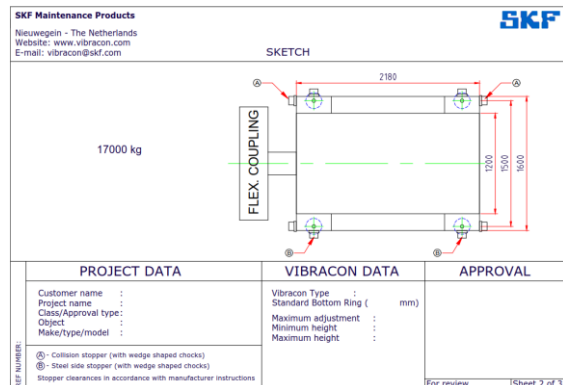 SKF Maintenance Products
Nieuwegein - The Netherlands
Website: www.vibracon.com
E-mail: vibracon@skf.com
SKF
SKETCH
2180
A
A
17000 kg
FLEX. COUPLING
1200
1500
1600
B
B
PROJECT DATA
Customer name :
Project name :
Class/Approval type:
Object :
Make/type/model :
A - Collision stopper (with wedge shaped chocks)
B - Steel side stopper (with wedge shaped chocks)
Stopper clearances in accordance with manufacturer instructions
VIBRACON DATA
Vibracon Type :
Standard Bottom Ring ( mm)
Maximum adjustment :
Minimum height :
Maximum height :
APPROVAL
For review
Sheet 2 of 3
REF NUMBER: